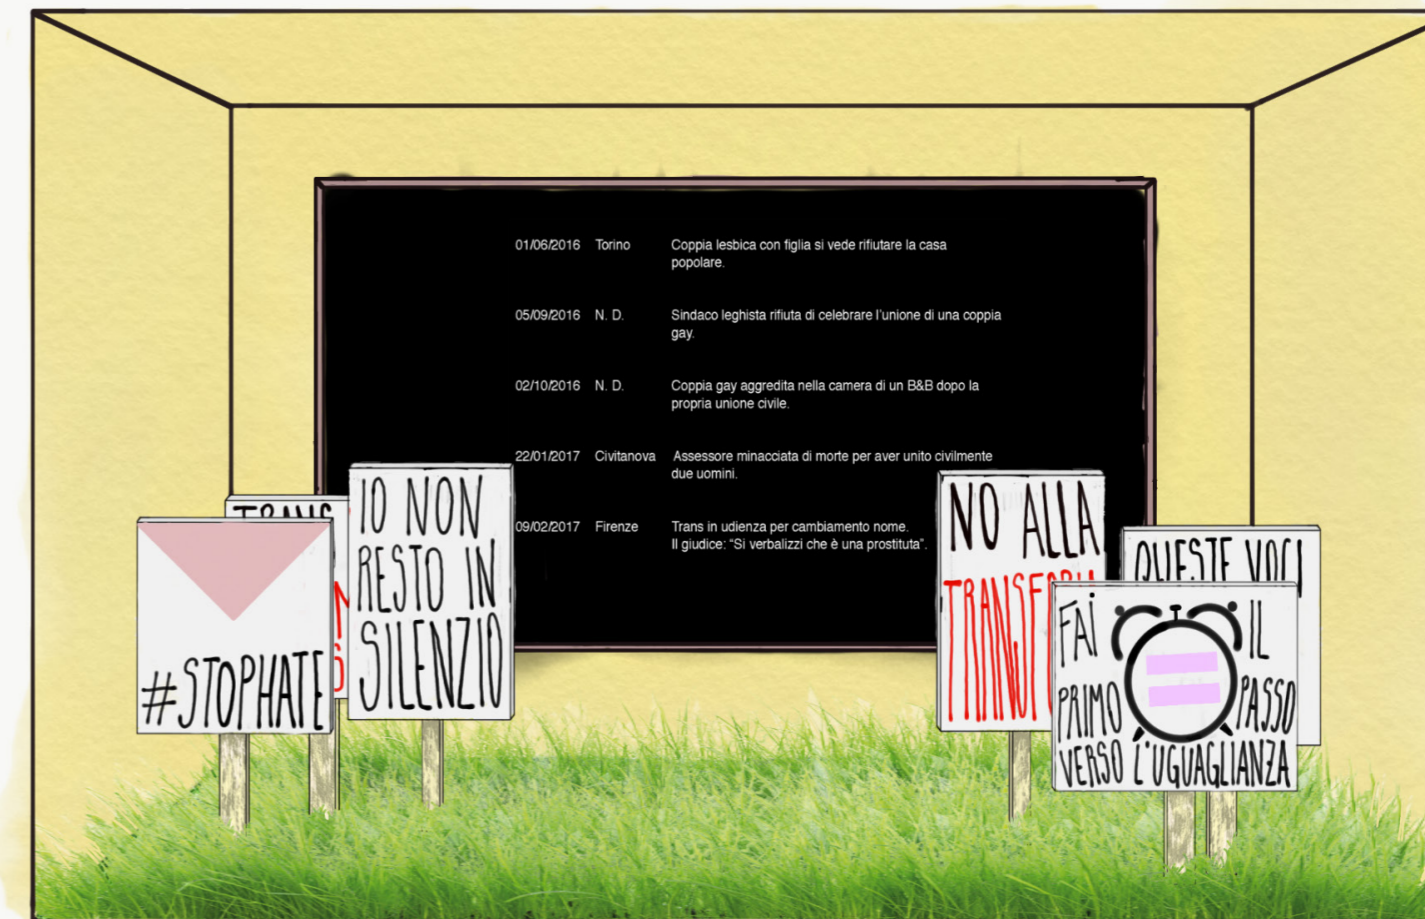 01/06/2016 Torino Coppia lesbica con figlia si vede rifiutare la casa
popolare.
05/09/2016 N. D. Sindaco leghista rifiuta di celebrare l'unione di una coppia
gay.
02/10/2016 N. D. Coppia gay aggredita nella camera di un B&B dopo la
propria unione civile.
22/01/2017 Civitanova Assessore minacciata di morte per aver unito civilmente
due uomini.
09/02/2017 Firenze Trans in udienza per cambiamento nome.
Il giudice: “Si verbalizzi che è una prostituta”.
#STOPHATE
IO NON
RESTO IN
SILENZIO
NO ALLA
QUESTE VOCI
FAI IL
PRIMO PASSO
VERSO L'UGUAGLIANZA